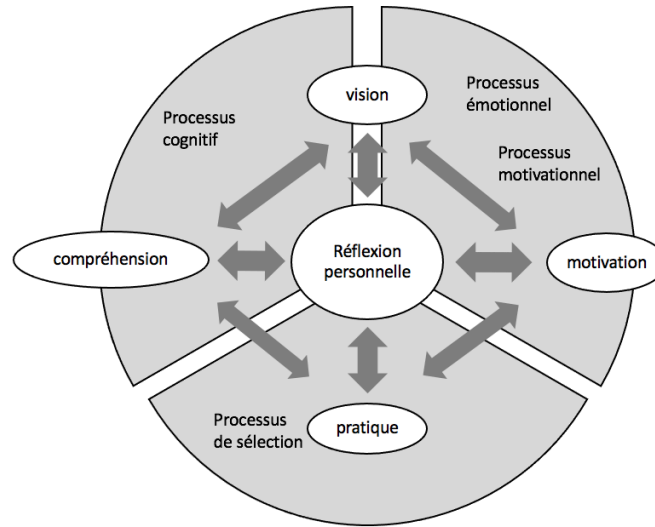 vision
Processus
émotionnel
Processus
cognitif
Processus
motivationnel
compréhension
Réflexion
personnelle
motivation
Processus
de sélection
pratique